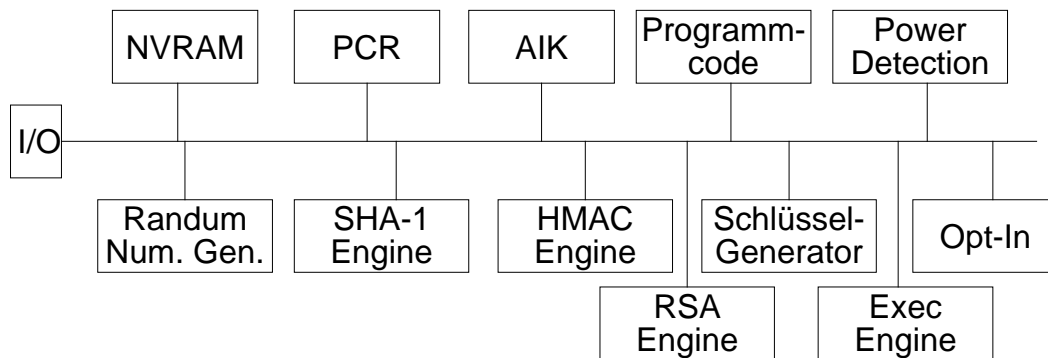 NVRAM
PCR
AIK
Programm-
code
Power
Detection
I/O
Randum
Num. Gen.
SHA-1
Engine
HMAC
Engine
Schlüssel-
Generator
Opt-In
RSA
Engine
Exec
Engine